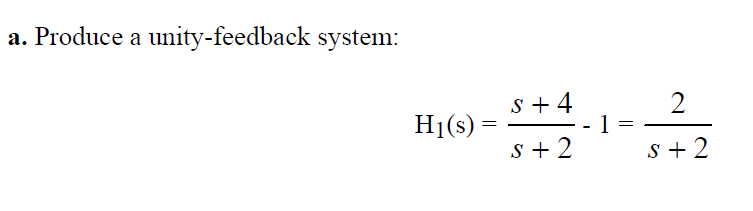 a. Produce a unity-feedback system:
H₁(s) = (s + 4)/(s + 2) - 1 = 2/(s + 2)